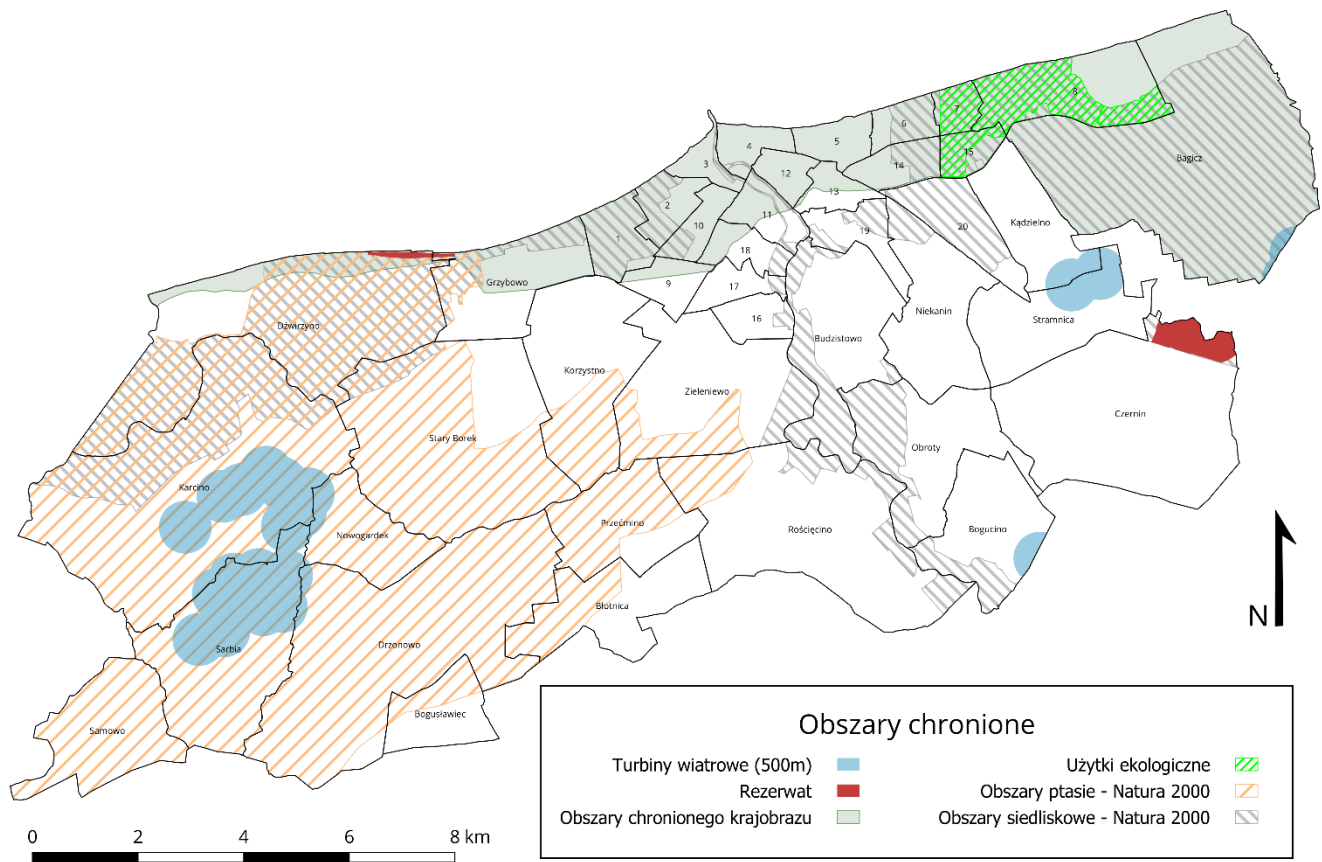 8
7
6
5
4
15
14
3
12
13
Bagicz
2
11
10
1
20
19
Kądzielno
18
Grzybowo
9
17
Niekanin
16
Stramnica
Dźwirzyno
Budzistowo
Korzystno
Zieleniewo
Czernin
Stary Borek
Obroty
Karcino
Przećmino
Rościęcino
Bogucino
Nowogardek
Błotnica
N
Drzonowo
Sarbia
Bogusławiec
Samowo
Obszary chronione
Turbiny wiatrowe (500m)
Użytki ekologiczne
Rezerwat
Obszary ptasie - Natura 2000
Obszary chronionego krajobrazu
Obszary siedliskowe - Natura 2000
0 2 4 6 8 km